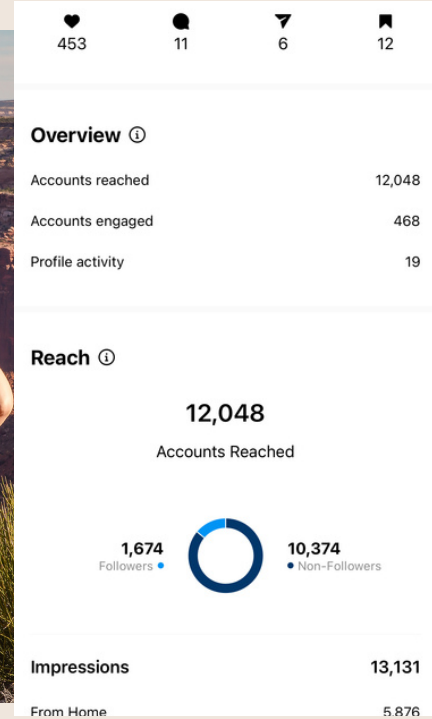 453 11 6 12
Overview
Accounts reached 12,048
Accounts engaged 468
Profile activity 19
Reach
12,048
Accounts Reached
1,674 10,374
Followers Non-Followers
Impressions 13,131
From Home 5,876